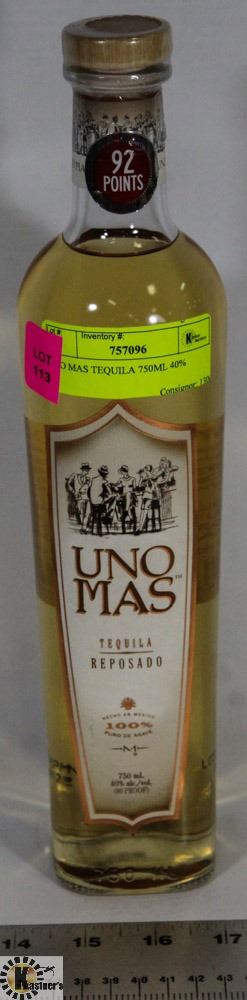 92
POINTS
Inventory #:
757096
LOT
113
O MAS TEQUILA 750ML 40%
Consignor:
UNO
MAS
TEQUILA
REPOSADO
HECHO EN MEXICO
100%
PURO DE AGAVE
M
750 mL
40% alc./vol.
(80 PROOF)
14 15 16 17
Kastner's